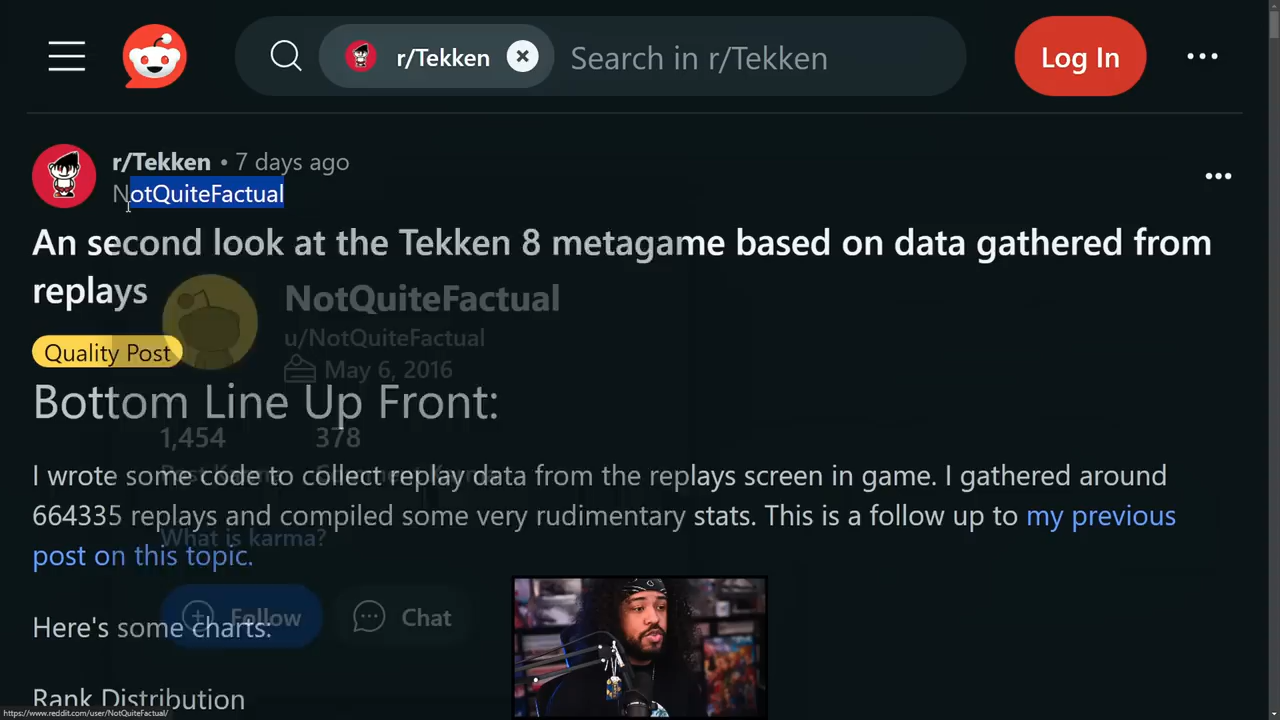 r/Tekken
Search in r/Tekken
Log In
r/Tekken • 7 days ago
NotQuiteFactual
An second look at the Tekken 8 metagame based on data gathered from
replays
NotQuiteFactual
u/NotQuiteFactual
Quality Post
May 6, 2016
Bottom Line Up Front:
1,454
378
I wrote some code to collect replay data from the replays screen in game. I gathered around
664335 replays and compiled some very rudimentary stats. This is a follow up to my previous
What is karma?
post on this topic.
Follow
Chat
Here's some charts:
Rank Distribution
https://www.reddit.com/user/NotQuiteFactual/